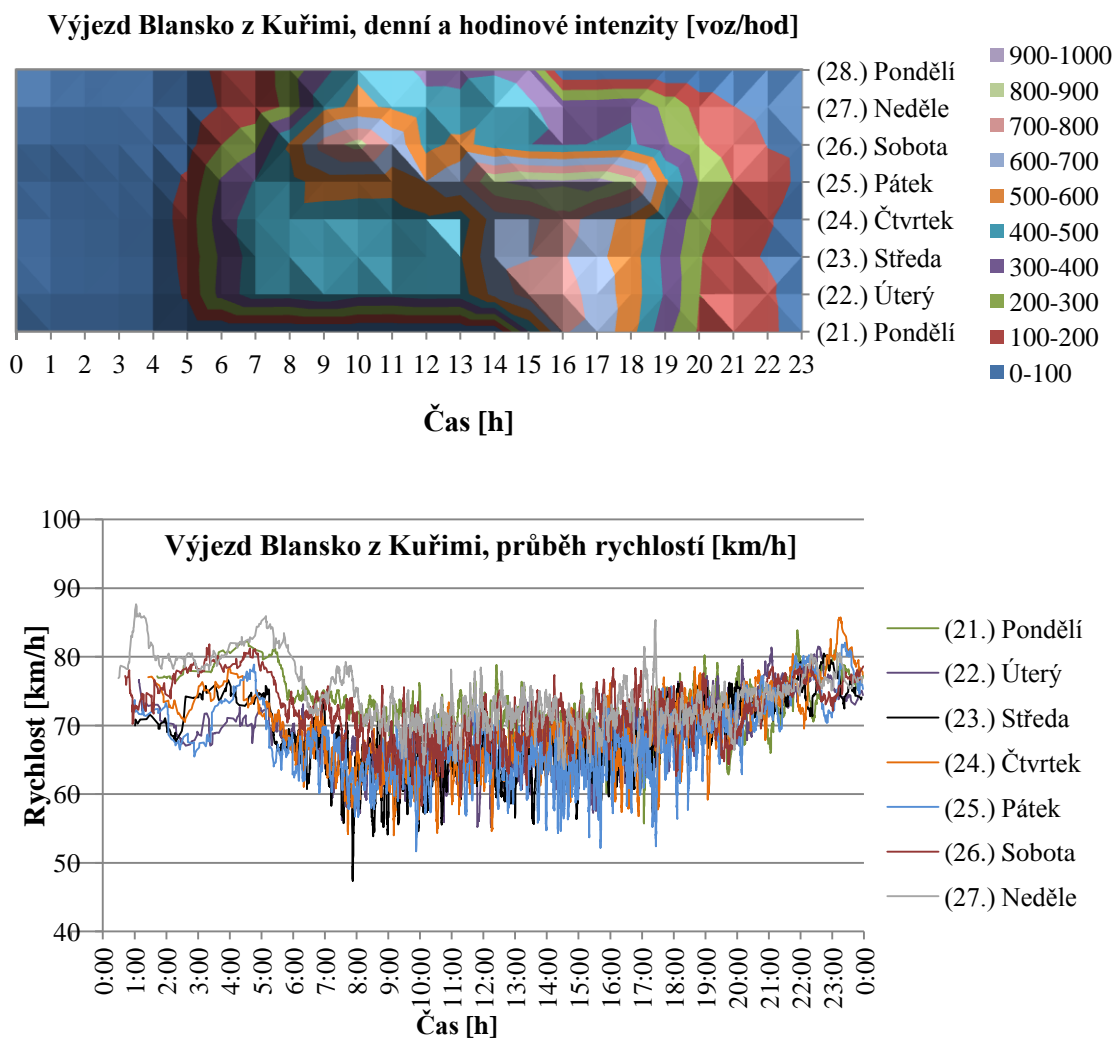 Výjezd Blansko z Kuřimi, denní a hodinové intenzity [voz/hod]
(28.) Pondělí
(27.) Neděle
(26.) Sobota
(25.) Pátek
(24.) Čtvrtek
(23.) Středa
(22.) Úterý
(21.) Pondělí
900-1000
800-900
700-800
600-700
500-600
400-500
300-400
200-300
100-200
0-100
0 1 2 3 4 5 6 7 8 9 10 11 12 13 14 15 16 17 18 19 20 21 22 23
Čas [h]
Výjezd Blansko z Kuřimi, průběh rychlostí [km/h]
Rychlost [km/h]
100
90
80
70
60
50
40
0:00 1:00 2:00 3:00 4:00 5:00 6:00 7:00 8:00 9:00 10:00 11:00 12:00 13:00 14:00 15:00 16:00 17:00 18:00 19:00 20:00 21:00 22:00 23:00 0:00
Čas [h]
(21.) Pondělí
(22.) Úterý
(23.) Středa
(24.) Čtvrtek
(25.) Pátek
(26.) Sobota
(27.) Neděle